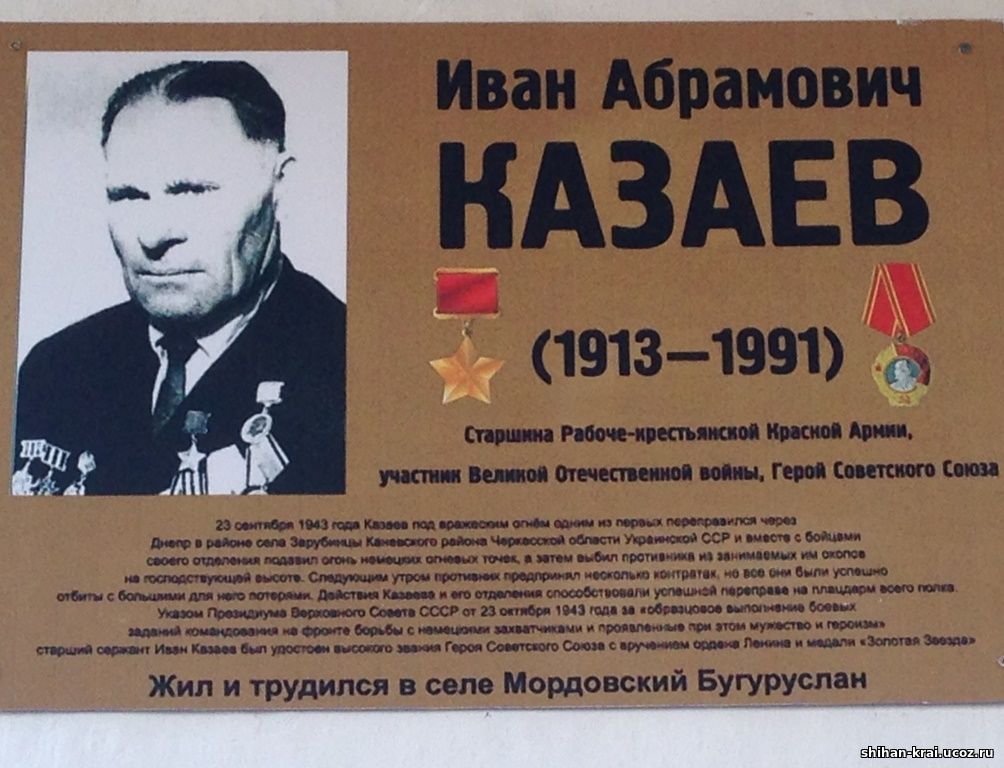 Иван Абрамович
КАЗАЕВ
(1913—1991)
Старшина Рабоче-крестьянской Красной Армии,
участник Великой Отечественной войны, Герой Советского Союза
23 сентября 1943 года Казаев под вражеским огнём одним из первых переправился через
Днепр в районе села Зарубинцы Каневского района Черкасской области Украинской ССР и вместе с бойцами
своего отделения подавил огонь немецких огневых точек, а затем выбил противника из занимаемых им окопов
на господствующей высоте. Следующим утром противник предпринял несколько контратак, но все они были успешно
отбиты с большими для него потерями. Действия Казаева и его отделения способствовали успешной переправе на плацдарм всего полка.
Указом Президиума Верховного Совета СССР от 23 октября 1943 года за «образцовое выполнение боевых
заданий командования на фронте борьбы с немецкими захватчиками и проявленные при этом мужество и героизм»
старший сержант Иван Казаев был удостоен высокого звания Героя Советского Союза с вручением ордена Ленина и медали «Золотая Звезда»
Жил и трудился в селе Мордовский Бугуруслан
shihan-krai.ucoz.ru